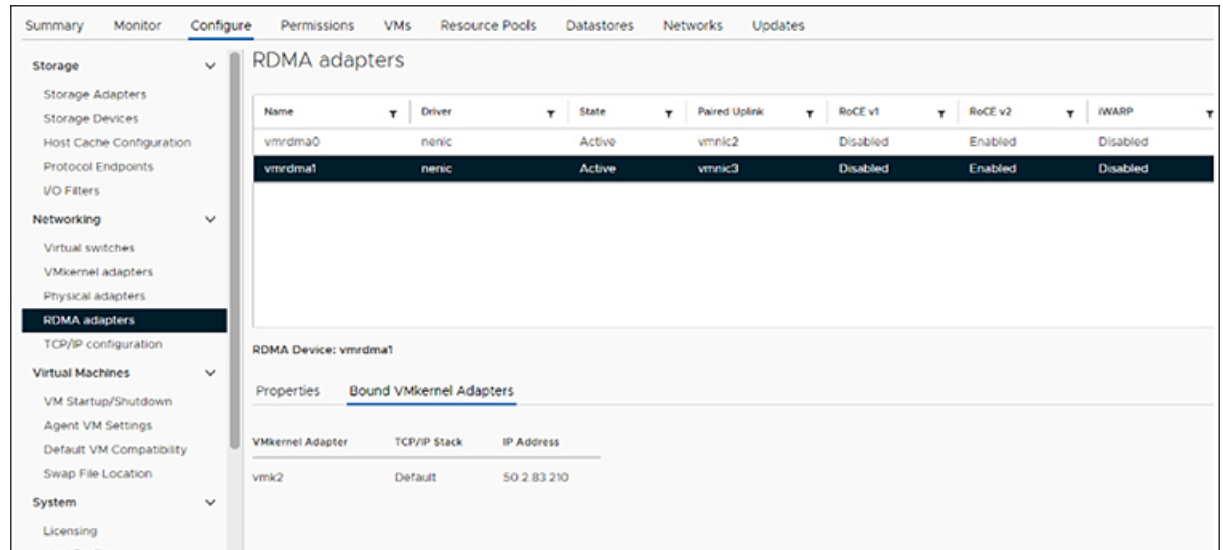 Summary Monitor Configure Permissions VMs Resource Pools Datastores Networks Updates
Storage
Storage Adapters
Storage Devices
Host Cache Configuration
Protocol Endpoints
I/O Filters
Networking
Virtual switches
VMkernel adapters
Physical adapters
RDMA adapters
TCP/IP configuration
Virtual Machines
VM Startup/Shutdown
Agent VM Settings
Default VM Compatibility
Swap File Location
System
Licensing
RDMA adapters
Name Driver State Paired Uplink RoCE v1 RoCE v2 iWARP
vmrdma0 nenic Active vmnic2 Disabled Enabled Disabled
vmrdma1 nenic Active vmnic3 Disabled Enabled Disabled
RDMA Device: vmrdma1
Properties Bound VMkernel Adapters
VMkernel Adapter TCP/IP Stack IP Address
vmk2 Default 50.2.83.210